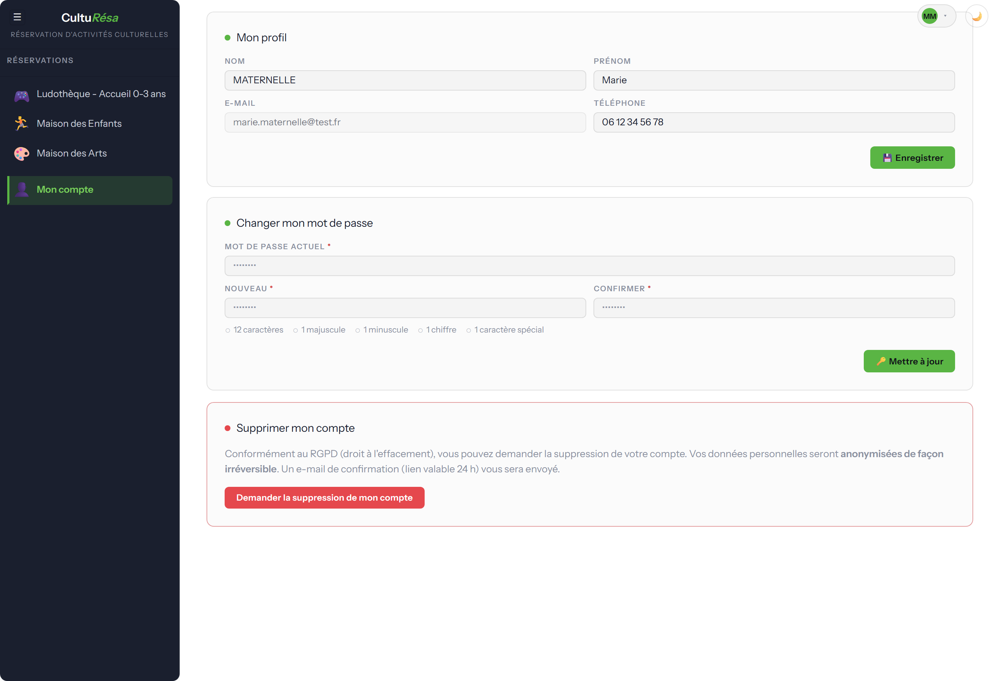 ☰
CultuRésa
RÉSERVATION D'ACTIVITÉS CULTURELLES
RÉSERVATIONS
Ludothèque - Accueil 0-3 ans
Maison des Enfants
Maison des Arts
Mon compte
MM
Mon profil
NOM
MATERNELLE
PRÉNOM
Marie
E-MAIL
marie.maternelle@test.fr
TÉLÉPHONE
06 12 34 56 78
Enregistrer
Changer mon mot de passe
MOT DE PASSE ACTUEL *
••••••••
NOUVEAU *
••••••••
CONFIRMER *
••••••••
12 caractères 1 majuscule 1 minuscule 1 chiffre 1 caractère spécial
Mettre à jour
Supprimer mon compte
Conformément au RGPD (droit à l'effacement), vous pouvez demander la suppression de votre compte. Vos données personnelles seront anonymisées de façon
irréversible. Un e-mail de confirmation (lien valable 24 h) vous sera envoyé.
Demander la suppression de mon compte